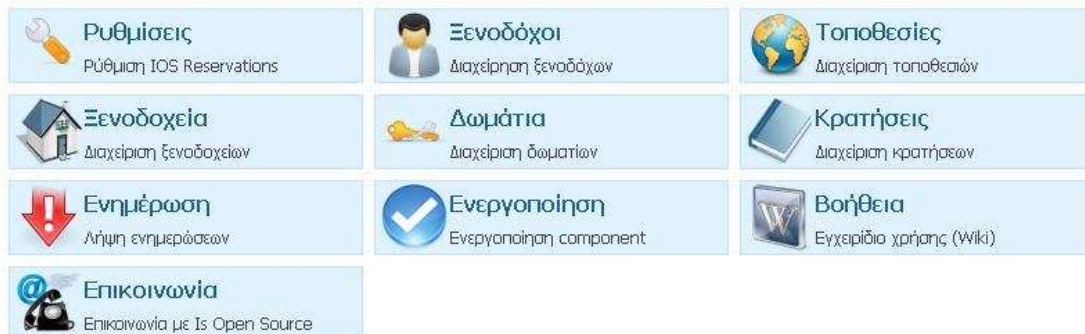 Ρυθμίσεις
Ρύθμιση IOS Reservations
Ξενοδόχοι
Διαχείρηση ξενοδόχων
Τοποθεσίες
Διαχείριση τοποθεσιών
Ξενοδοχεία
Διαχείριση ξενοδοχείων
Δωμάτια
Διαχείριση δωματίων
Κρατήσεις
Διαχείριση κρατήσεων
Ενημέρωση
Λήψη ενημερώσεων
Ενεργοποίηση
Ενεργοποίηση component
W
Βοήθεια
Εγχειρίδιο χρήσης (Wiki)
@
Επικοινωνία
Επικοινωνία με Is Open Source